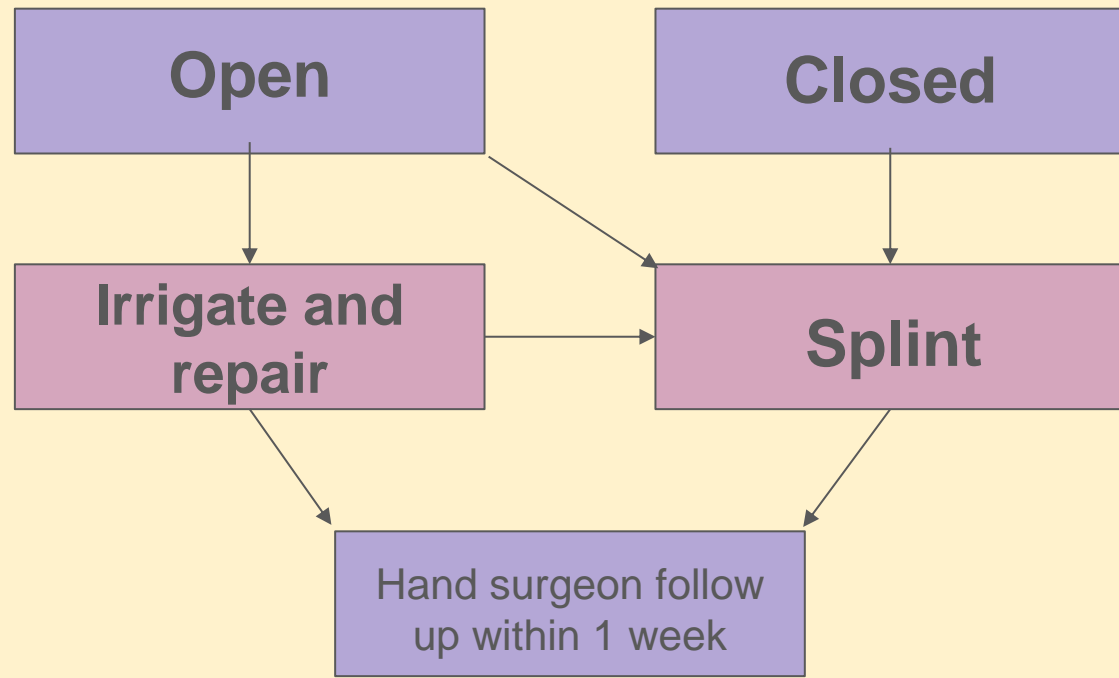 Open
Closed
Irrigate and
repair
Splint
Hand surgeon follow
up within 1 week